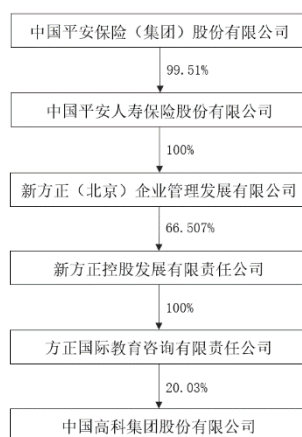 中国平安保险（集团）股份有限公司
99.51%
中国平安人寿保险股份有限公司
100%
新方正（北京）企业管理发展有限公司
66.507%
新方正控股发展有限责任公司
100%
方正国际教育咨询有限责任公司
20.03%
中国高科集团股份有限公司